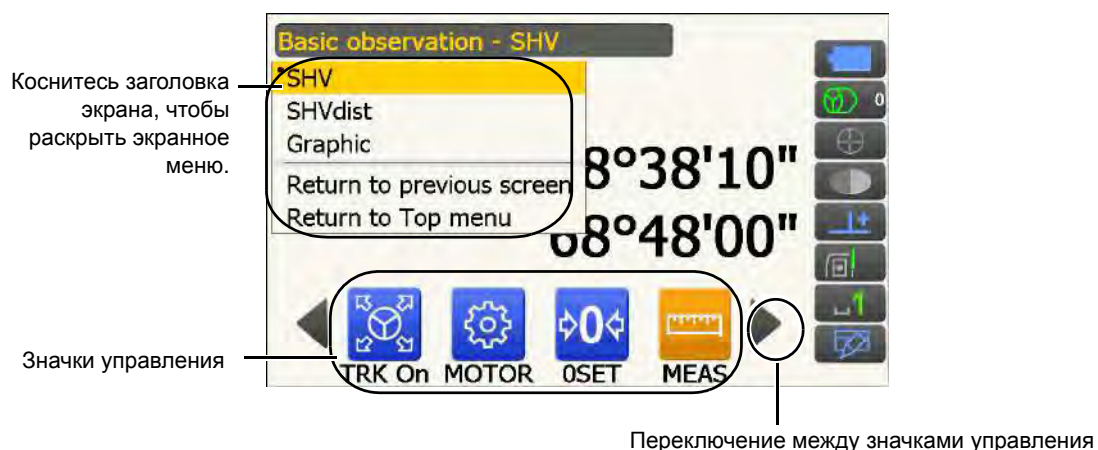 Basic observation - SHV
Коснитесь заголовка
экрана, чтобы
раскрыть экранное
меню.
SHV
SHVdist
Graphic
Return to previous screen
Return to Top menu
8°38'10"
68°48'00"
0
1
Значки управления
TRK On MOTOR 0SET MEAS
0
Переключение между значками управления